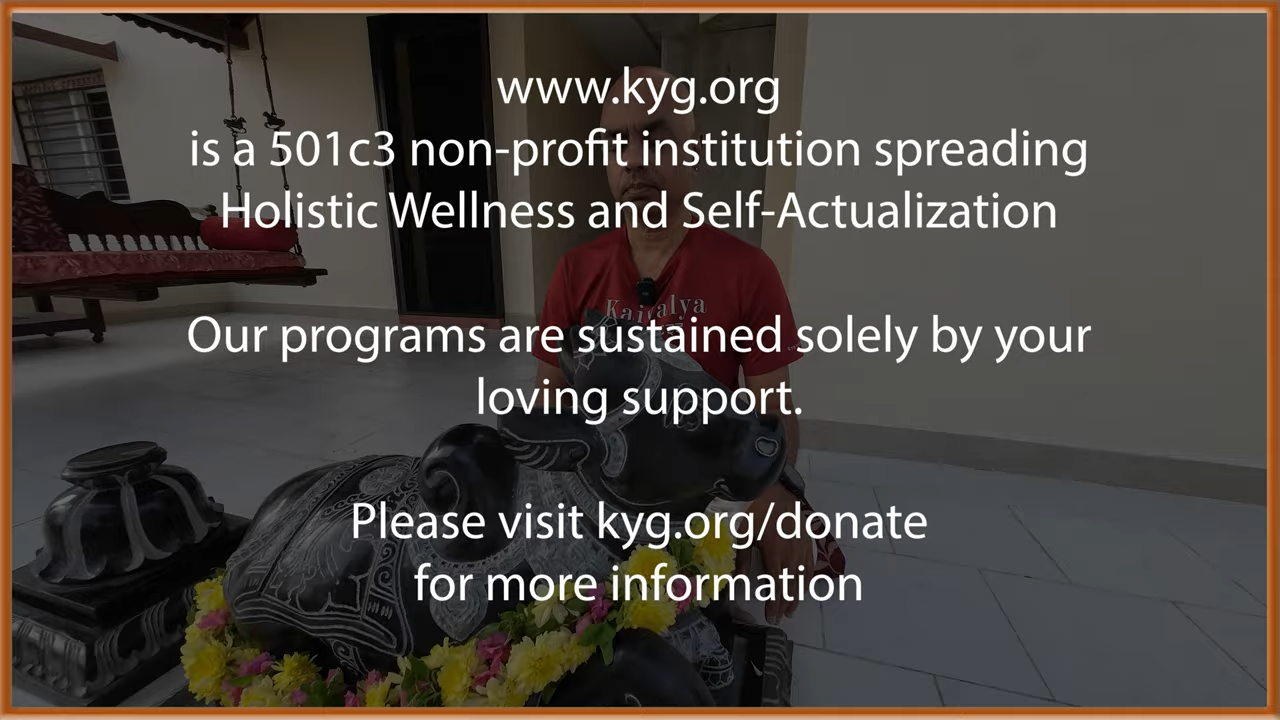 www.kyg.org
is a 501c3 non-profit institution spreading
Holistic Wellness and Self-Actualization
Our programs are sustained solely by your
loving support.
Please visit kyg.org/donate
for more information
Kaivalya